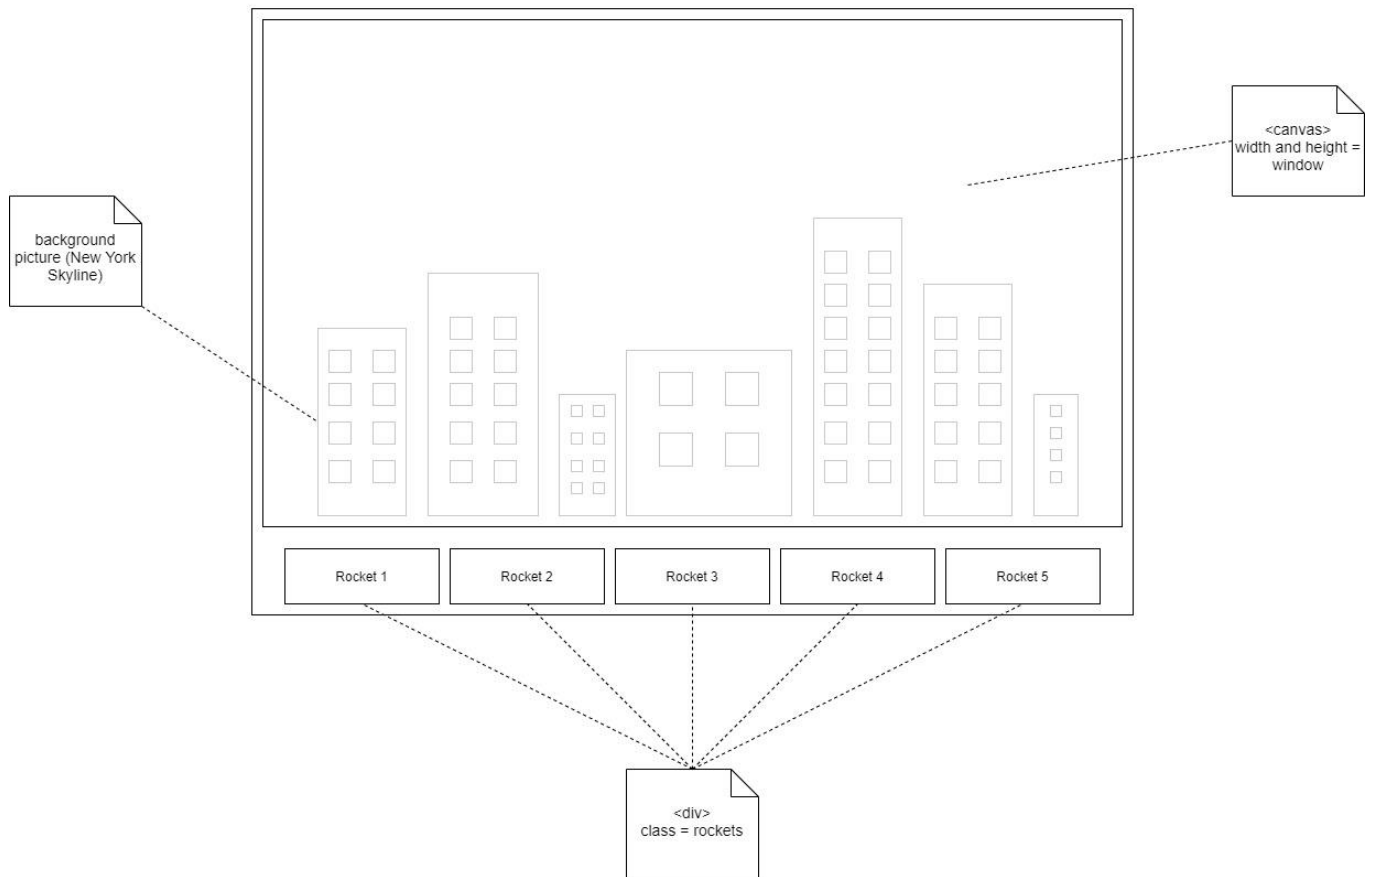 <canvas>
width and height =
window
background
picture (New York
Skyline)
Rocket 1
Rocket 2
Rocket 3
Rocket 4
Rocket 5
<div>
class = rockets